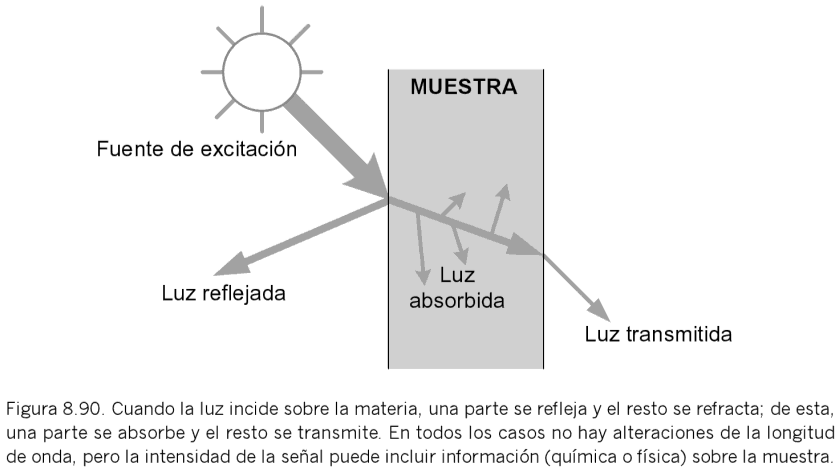 MUESTRA
Fuente de excitación
Luz reflejada
Luz
absorbida
Luz transmitida
Figura 8.90. Cuando la luz incide sobre la materia, una parte se refleja y el resto se refracta; de esta,
una parte se absorbe y el resto se transmite. En todos los casos no hay alteraciones de la longitud
de onda, pero la intensidad de la señal puede incluir información (química o física) sobre la muestra.